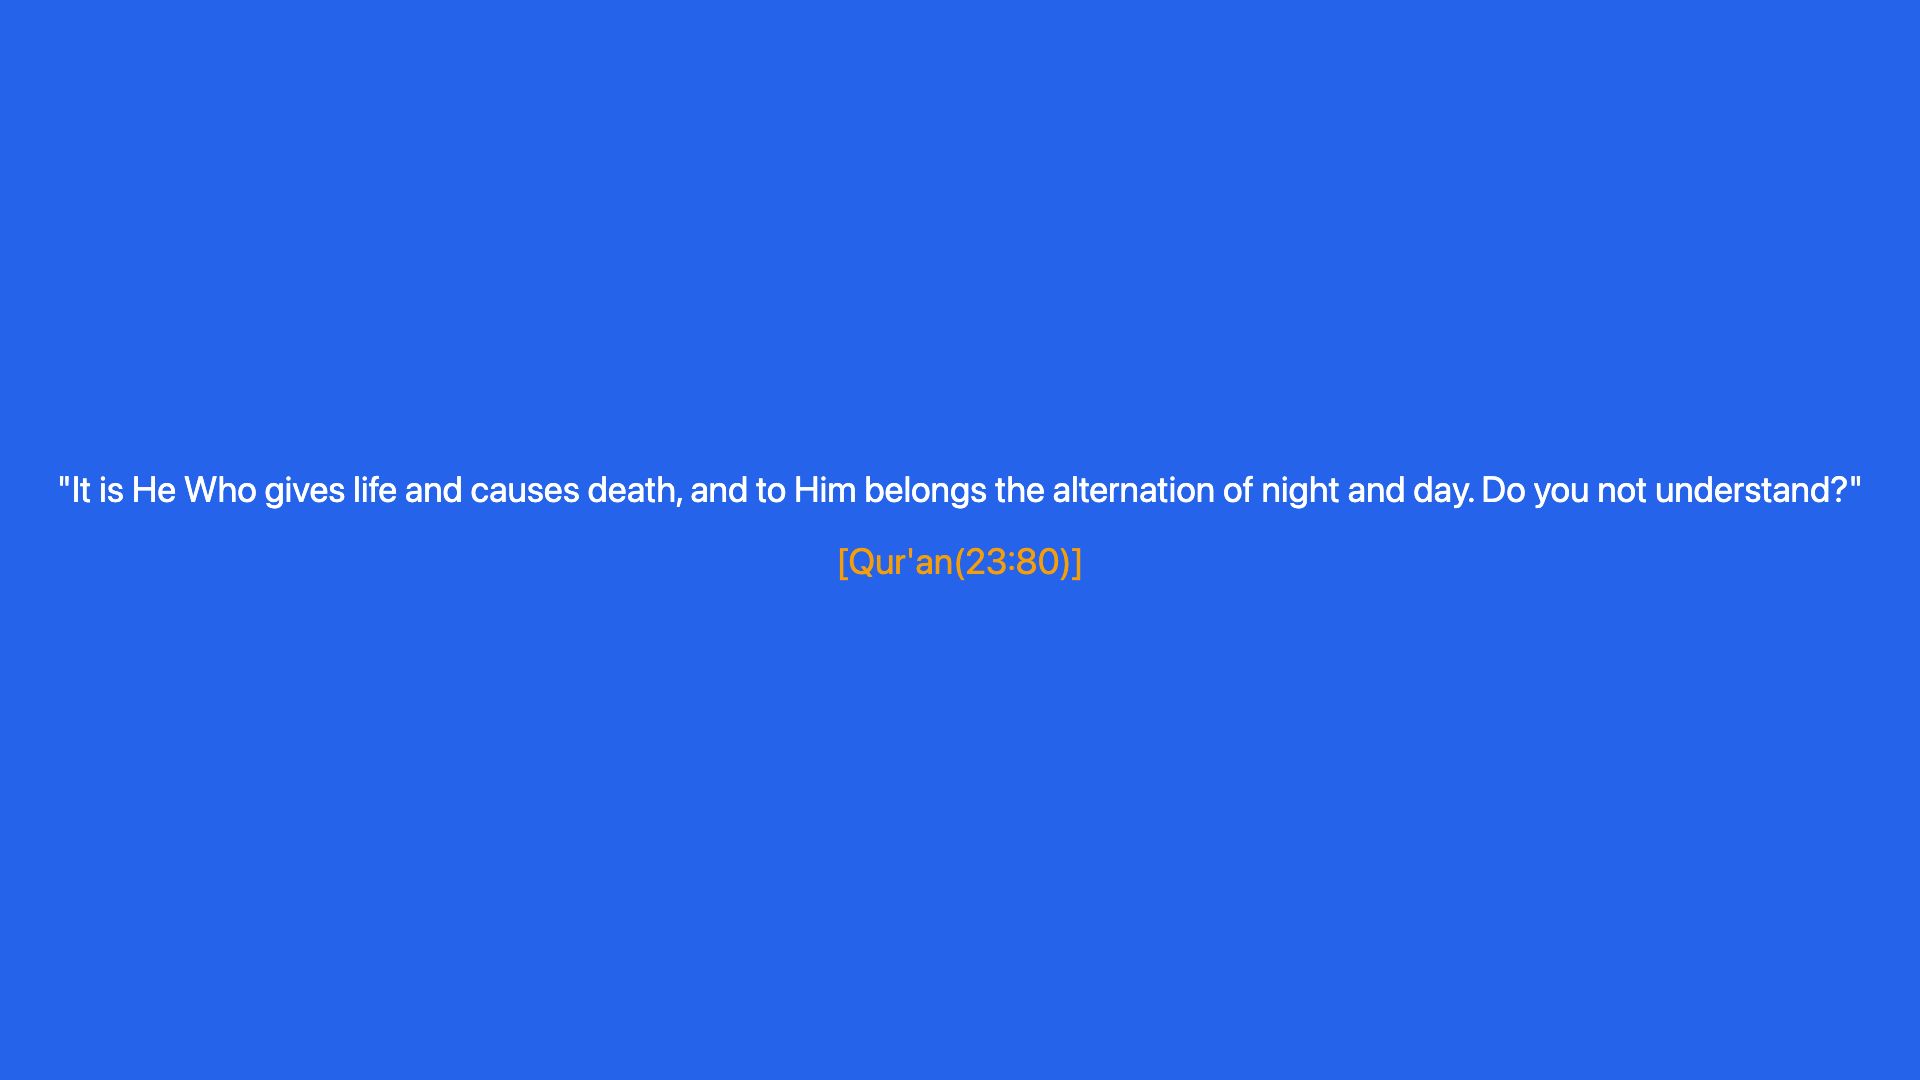 "It is He Who gives life and causes death, and to Him belongs the alternation of night and day. Do you not understand?"
[Qur'an(23:80)]